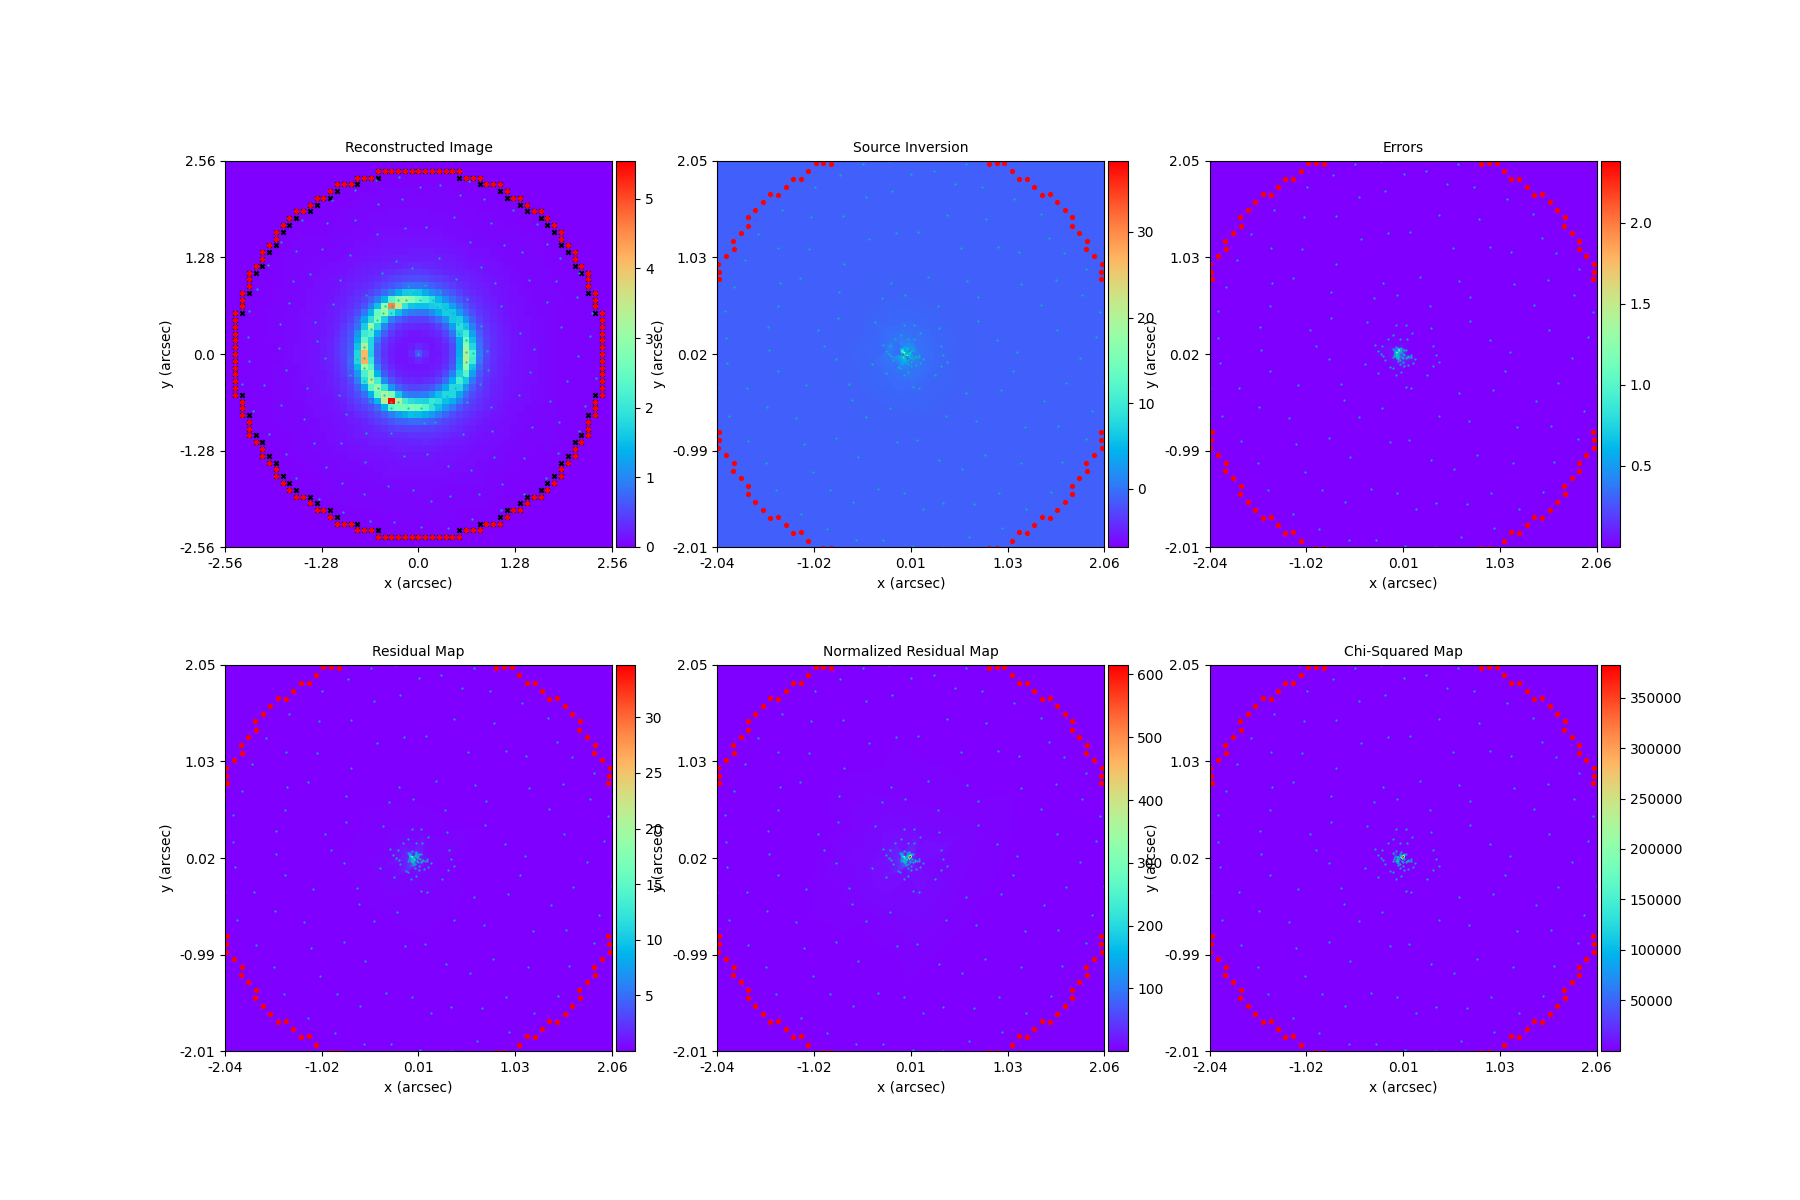 Reconstructed Image
2.56
1.28
0.0
-1.28
-2.56
y (arcsec)
-2.56 -1.28 0.0 1.28 2.56
x (arcsec)
5
4
3
2
1
0
Source Inversion
2.05
1.03
0.02
-0.99
-2.01
y (arcsec)
-2.04 -1.02 0.01 1.03 2.06
x (arcsec)
30
20
10
0
Errors
2.05
1.03
0.02
-0.99
-2.01
y (arcsec)
-2.04 -1.02 0.01 1.03 2.06
x (arcsec)
2.0
1.5
1.0
0.5
Residual Map
2.05
1.03
0.02
-0.99
-2.01
y (arcsec)
-2.04 -1.02 0.01 1.03 2.06
x (arcsec)
30
25
20
15
10
5
Normalized Residual Map
2.05
1.03
0.02
-0.99
-2.01
y (arcsec)
-2.04 -1.02 0.01 1.03 2.06
x (arcsec)
600
500
400
300
200
100
Chi-Squared Map
2.05
1.03
0.02
-0.99
-2.01
y (arcsec)
-2.04 -1.02 0.01 1.03 2.06
x (arcsec)
350000
300000
250000
200000
150000
100000
50000